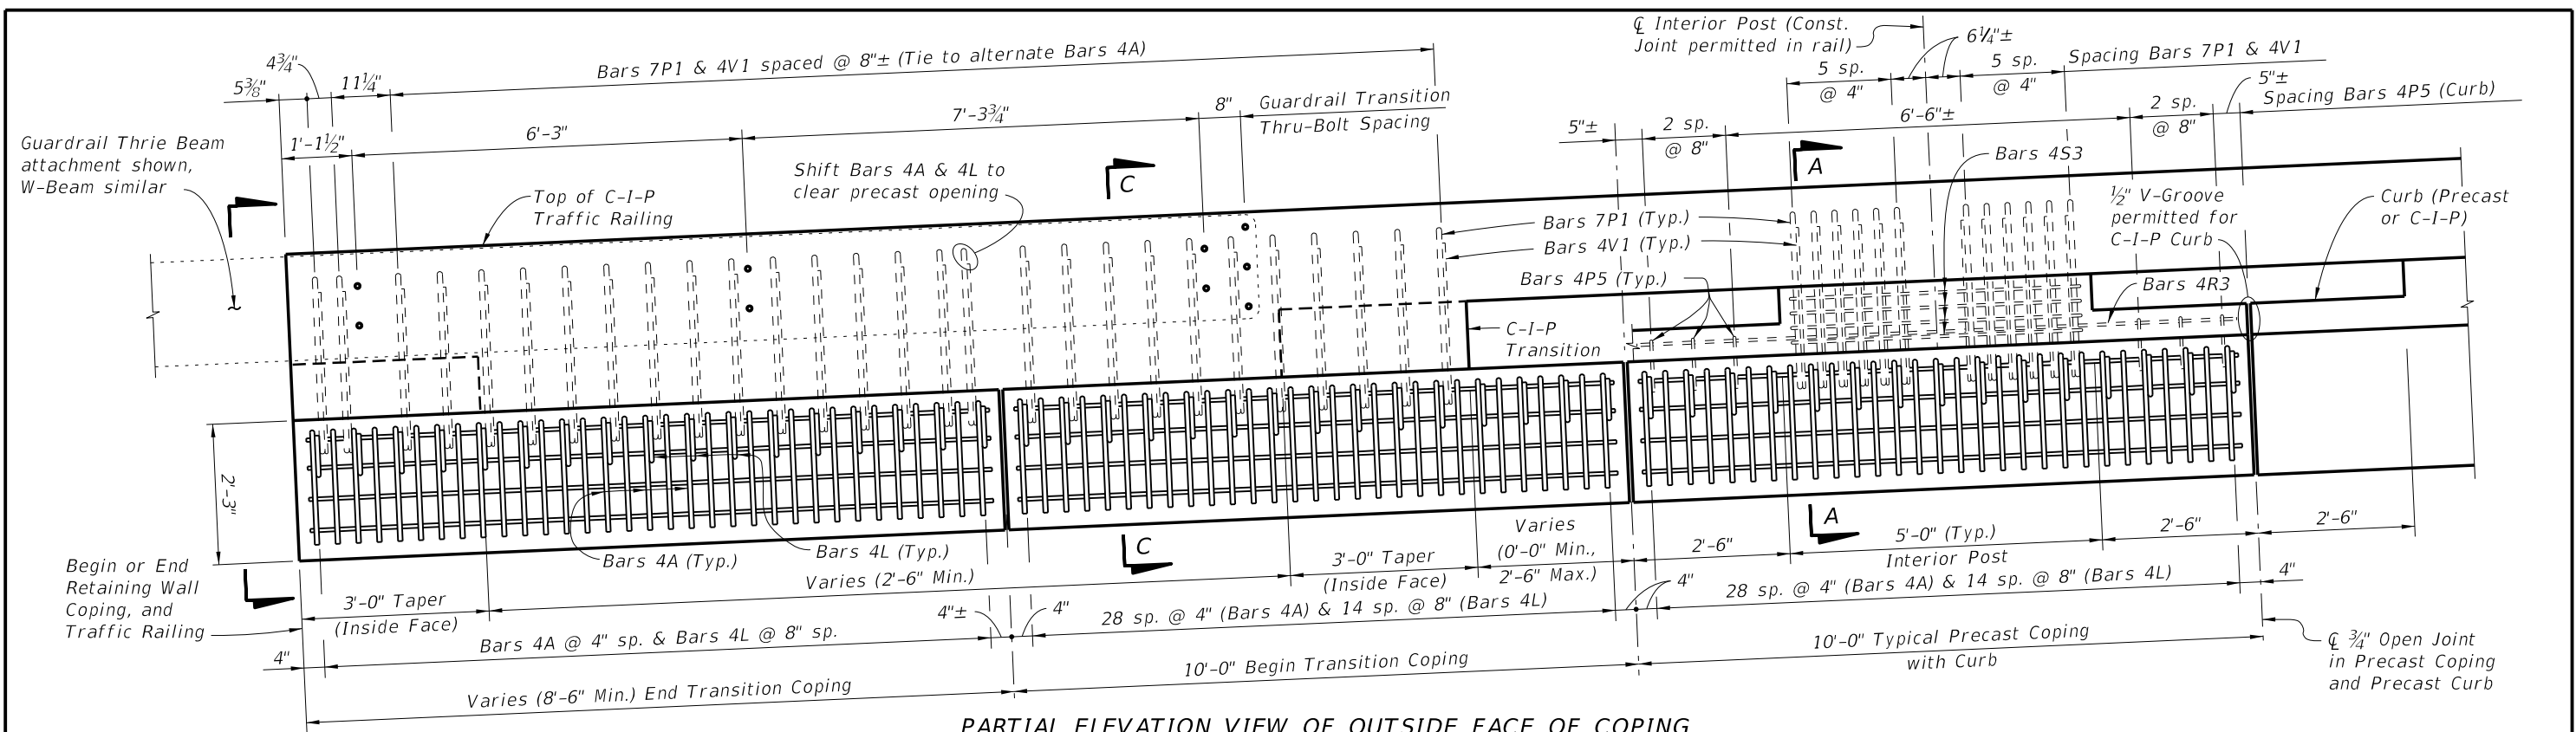 ℄ Interior Post (Const.
Joint permitted in rail)
6¼"±
5 sp.
@ 4"
5 sp.
@ 4"
Spacing Bars 7P1 & 4V1
5⅜"
4¾"
11¼"
Bars 7P1 & 4V1 spaced @ 8"± (Tie to alternate Bars 4A)
1'-1½"
6'-3"
7'-3¾"
8"
Guardrail Transition
Thru-Bolt Spacing
5"±
2 sp.
@ 8"
6'-6"±
2 sp.
@ 8"
5"±
Spacing Bars 4P5 (Curb)
Guardrail Thrie Beam
attachment shown,
W-Beam similar
Top of C-I-P
Traffic Railing
Shift Bars 4A & 4L to
clear precast opening
C
A
Bars 4S3
Bars 7P1 (Typ.)
Bars 4V1 (Typ.)
Bars 4P5 (Typ.)
½" V-Groove
permitted for
C-I-P Curb
Curb (Precast
or C-I-P)
Bars 4R3
C-I-P
Transition
2'-3"
Bars 4A (Typ.)
Bars 4L (Typ.)
C
A
Begin or End
Retaining Wall
Coping, and
Traffic Railing
3'-0" Taper
(Inside Face)
Varies (2'-6" Min.)
3'-0" Taper
(Inside Face)
Varies
(0'-0" Min.,
2'-6" Max.)
2'-6"
5'-0" (Typ.)
Interior Post
2'-6"
2'-6"
4"
Bars 4A @ 4" sp. & Bars 4L @ 8" sp.
4"±
4"
28 sp. @ 4" (Bars 4A) & 14 sp. @ 8" (Bars 4L)
4"
28 sp. @ 4" (Bars 4A) & 14 sp. @ 8" (Bars 4L)
4"
Varies (8'-6" Min.) End Transition Coping
10'-0" Begin Transition Coping
10'-0" Typical Precast Coping
with Curb
℄ ¾" Open Joint
in Precast Coping
and Precast Curb
PARTIAL ELEVATION VIEW OF OUTSIDE FACE OF COPING